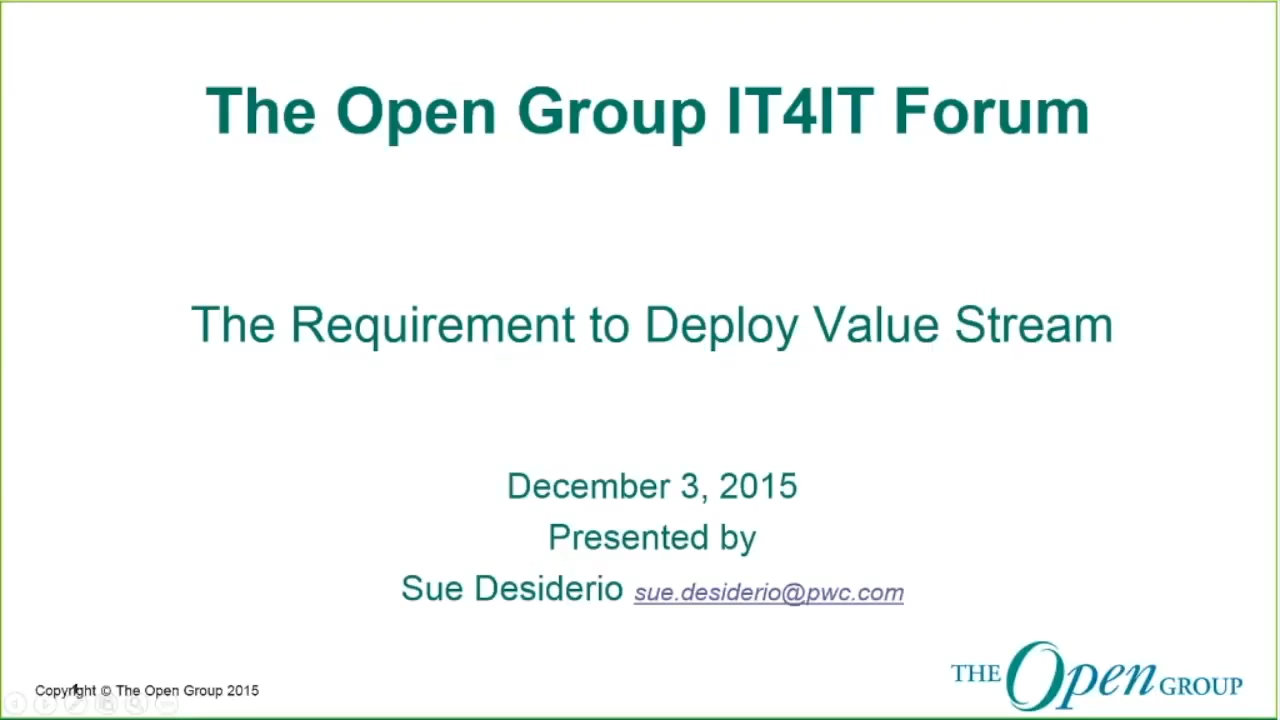 The Open Group IT4IT Forum
The Requirement to Deploy Value Stream
December 3, 2015
Presented by
Sue Desiderio sue.desiderio@pwc.com
Copyright © The Open Group 2015
THE Open GROUP